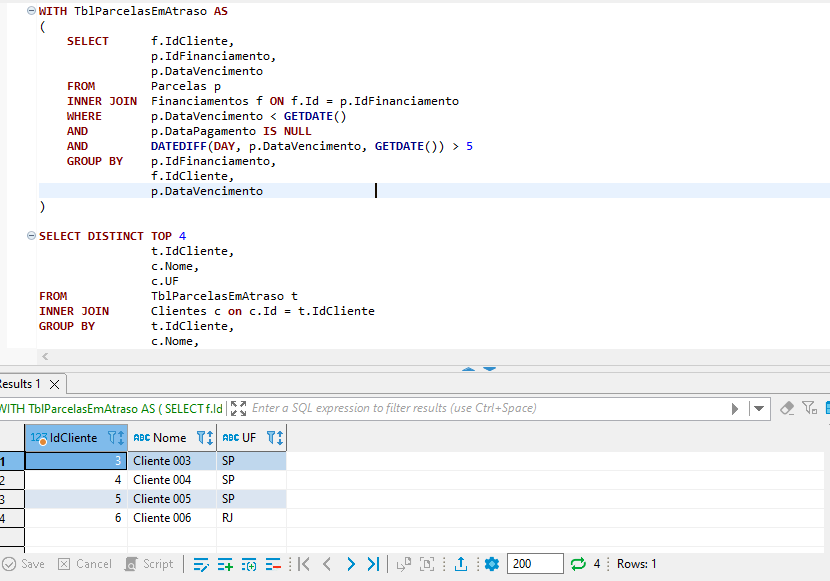 WITH TblParcelasEmAtraso AS
(
SELECT f.IdCliente,
p.IdFinanciamento,
p.DataVencimento
FROM Parcelas p
INNER JOIN Financiamentos f ON f.Id = p.IdFinanciamento
WHERE p.DataVencimento < GETDATE()
AND p.DataPagamento IS NULL
AND DATEDIFF(DAY, p.DataVencimento, GETDATE()) > 5
GROUP BY p.IdFinanciamento,
f.IdCliente,
p.DataVencimento
)
SELECT DISTINCT TOP 4
t.IdCliente,
c.Nome,
c.UF
FROM TblParcelasEmAtraso t
INNER JOIN Clientes c on c.Id = t.IdCliente
GROUP BY t.IdCliente,
c.Nome,
Results 1
WITH TblParcelasEmAtraso AS ( SELECT f.Id Enter a SQL expression to filter results (use Ctrl+Space)
123 IdCliente ABC Nome ABC UF
1 3 Cliente 003 SP
2 4 Cliente 004 SP
3 5 Cliente 005 SP
4 6 Cliente 006 RJ
Save Cancel Script 200 4 Rows: 1